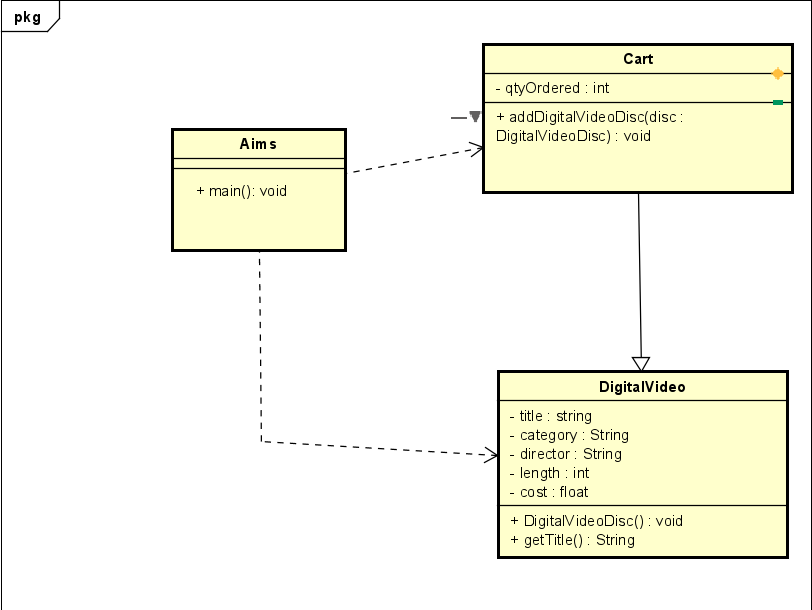 pkg
Cart
- qtyOrdered : int
+ addDigitalVideoDisc(disc :
DigitalVideoDisc) : void
Aims
+ main(): void
DigitalVideo
- title : string
- category : String
- director : String
- length : int
- cost : float
+ DigitalVideoDisc() : void
+ getTitle() : String